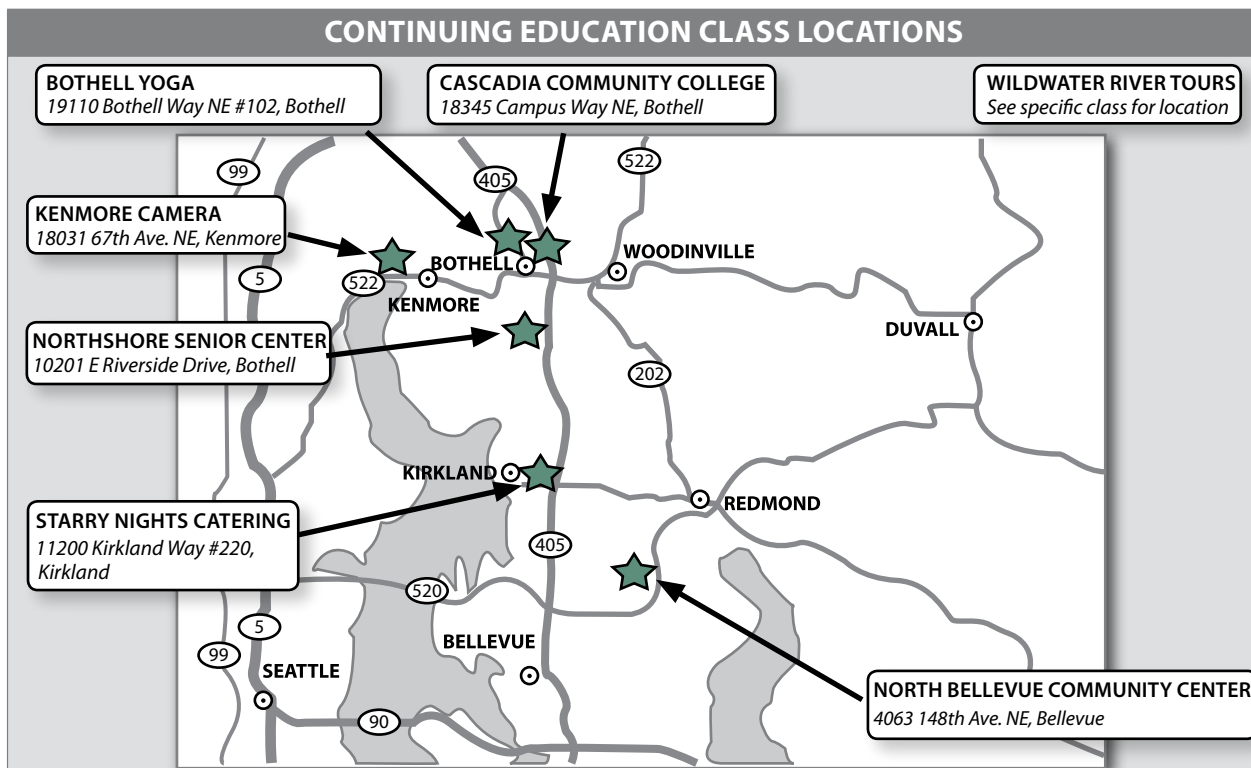 CONTINUING EDUCATION CLASS LOCATIONS
BOTHELL YOGA
19110 Bothell Way NE #102, Bothell
CASCADIA COMMUNITY COLLEGE
18345 Campus Way NE, Bothell
WILDWATER RIVER TOURS
See specific class for location
99
405
522
KENMORE CAMERA
18031 67th Ave. NE, Kenmore
5
522
BOTHELL
WOODINVILLE
KENMORE
NORTHSHORE SENIOR CENTER
10201 E Riverside Drive, Bothell
DUVALL
202
KIRKLAND
REDMOND
STARRY NIGHTS CATERING
11200 Kirkland Way #220,
Kirkland
405
520
5
99
BELLEVUE
SEATTLE
90
NORTH BELLEVUE COMMUNITY CENTER
4063 148th Ave. NE, Bellevue